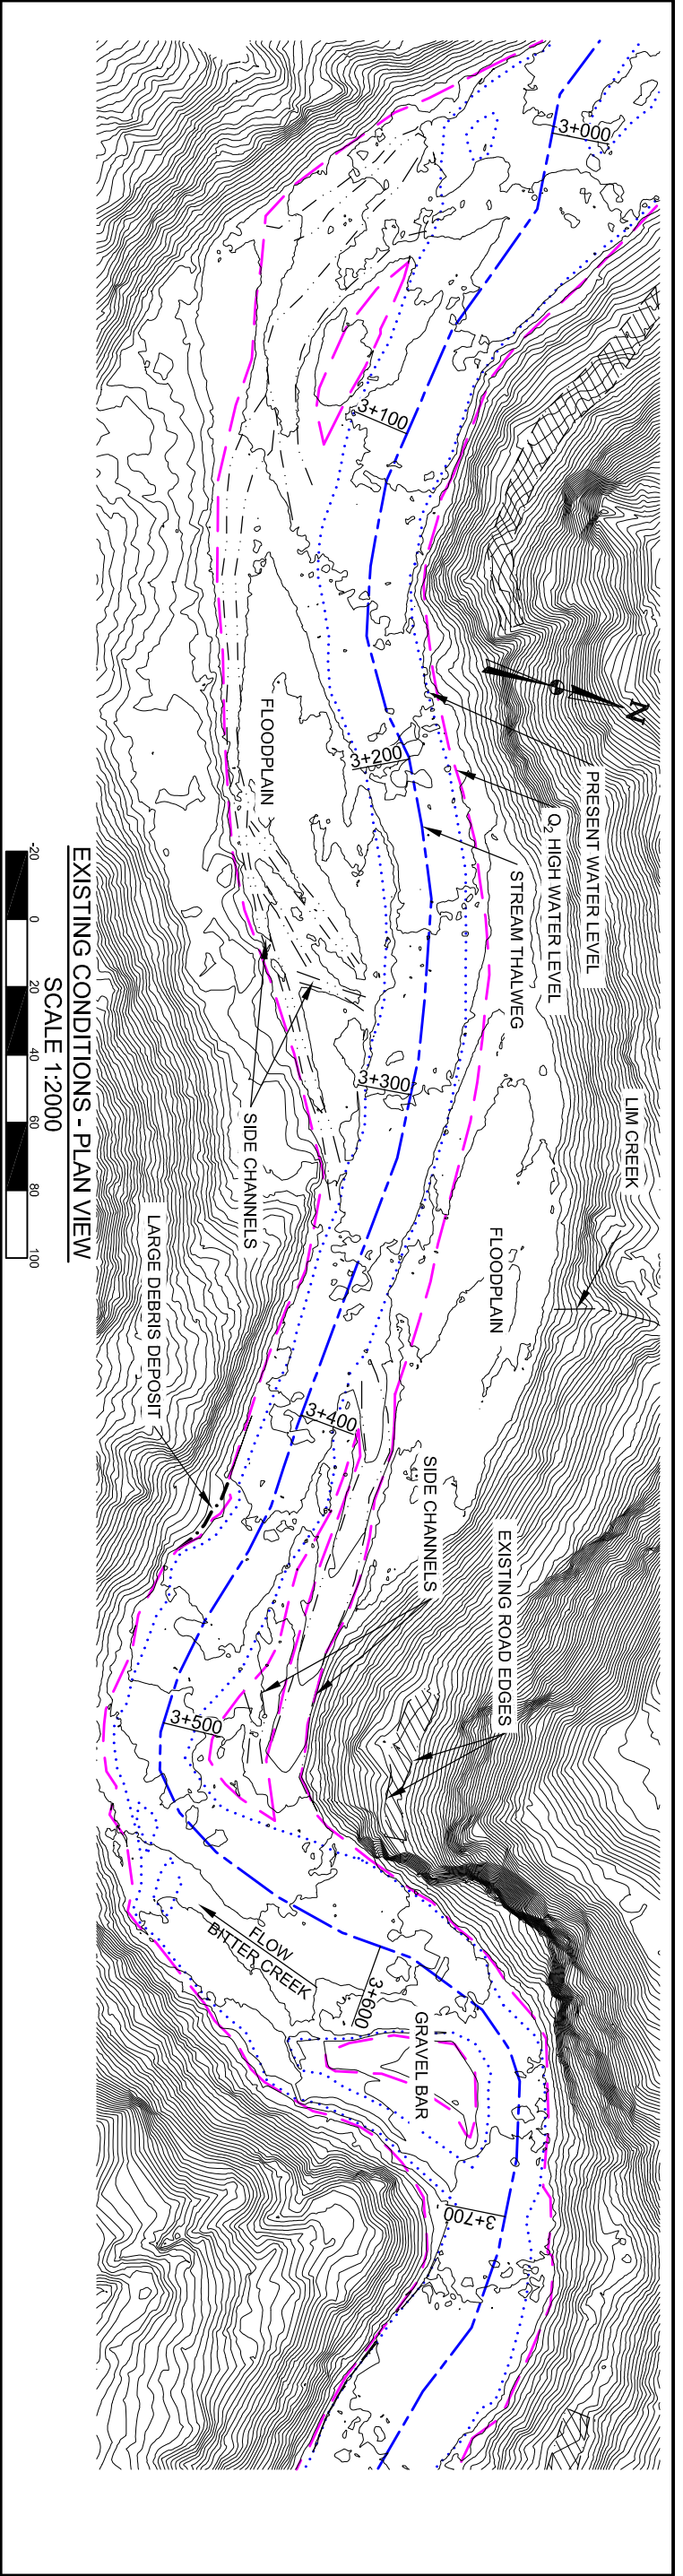 3+000
3+100
N
PRESENT WATER LEVEL
Q2 HIGH WATER LEVEL
STREAM THALWEG
FLOODPLAIN
3+200
3+300
SIDE CHANNELS
LIM CREEK
FLOODPLAIN
LARGE DEBRIS DEPOSIT
3+400
SIDE CHANNELS
EXISTING ROAD EDGES
3+500
FLOW
BITTER CREEK
3+600
GRAVEL BAR
3+700
EXISTING CONDITIONS - PLAN VIEW
SCALE 1:2000
-20 0 20 40 60 80 100